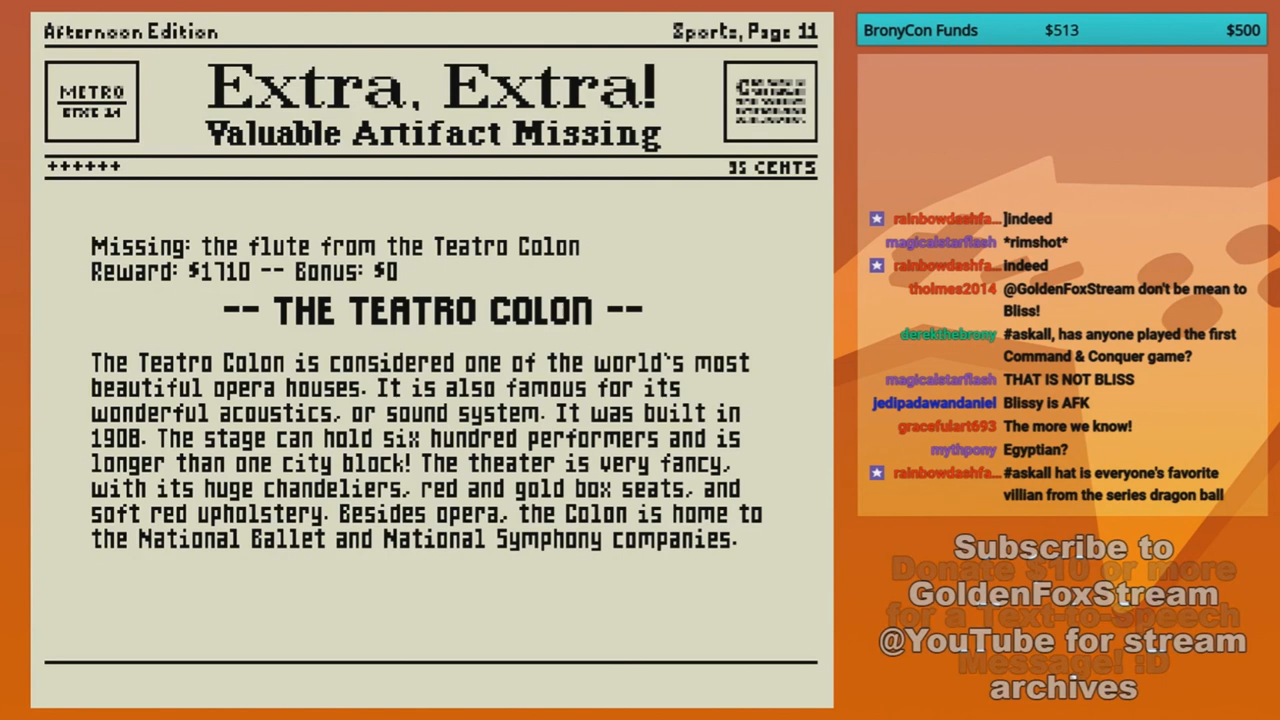 Afternoon Edition
Sports, Page 11
METRO
Extra, Extra!
Valuable Artifact Missing
++++++
35 CENTS
Missing: the flute from the Teatro Colon
Reward: $1710 -- Bonus: $0
-- THE TEATRO COLON --
The Teatro Colon is considered one of the world's most
beautiful opera houses. It is also famous for its
wonderful acoustics, or sound system. It was built in
1908. The stage can hold six hundred performers and is
longer than one city block! The theater is very fancy,
with its huge chandeliers, red and gold box seats, and
soft red upholstery. Besides opera, the Colon is home to
the National Ballet and National Symphony companies.
BronyCon Funds $513 $500
rainbowdashfa... ]Indeed
magicalstarflash *rimshot*
rainbowdashfa... indeed
tholmes2014 @GoldenFoxStream don't be mean to
Bliss!
derekthebrony #askall, has anyone played the first
Command & Conquer game?
magicalstarflash THAT IS NOT BLISS
jedipadawandaniel Blissy is AFK
gracefulart693 The more we know!
mythpony Egyptian?
rainbowdashfa... #askall hat is everyone's favorite
villian from the series dragon ball
Subscribe to
Donate $10 or more
GoldenFoxStream
for a Text-to-Speech
@YouTube for stream
Message! :D
archives